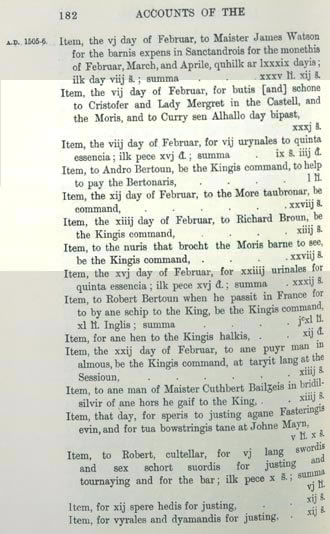 182 ACCOUNTS OF THE
A.D. 1505-6. Item, the vj day of Februar, to Maister James Watson
for the barnis expens in Sanctandrois for the monethis
of Februar, March, and Aprile, quhilk ar lxxxix dayis;
ilk day viij s.; summa . . . xxxv li. xij s.
Item, the vij day of Februar, for butis [and] schone
to Cristofer and Lady Mergret in the Castell, and
the Moris, and to Curry sen Alhallo day bipast,
xxxj s.
Item, the viij day of Februar, for vij urynales to quinta
essencia; ilk pece xvj d.; summa . ix s. iiij d.
Item, to Andro Bertoun, be the Kingis command, to help
to pay the Bertonaris, . . . . l li.
Item, the xij day of Februar, to the More taubronar, be
command, . . . . . xxviij s.
Item, the xiiij day of Februar, to Richard Broun, be
the Kingis command, . . . . xiiij s.
Item, to the nuris that brocht the Moris barne to see,
be the Kingis command, . . . . xxviij s.
Item, the xvj day of Februar, for xxiiij urinales for
quinta essencia; ilk pece xvj d.; summa . xxxij s.
Item, to Robert Bertoun when he passit in France for
to by ane schip to the King, be the Kingis command,
xl li. Inglis; summa . . . jᶜxl li.
Item, for ane hen to the Kingis halkis, . xij d.
Item, the xxij day of Februar, to ane puyr man in
almous, be the Kingis command, at taryit lang at the
Sessioun, . . . . . xiiij s.
Item, to ane man of Maister Cuthbert Bailȝeis in bridil-
silvir of ane hors he gaif to the King, . xiiij s.
Item, that day, for speris to justing agane Fasteringis
evin, and for tua bowstringis tane at Johne Mayn,
v li. x s.
Item, to Robert, cultellar, for vj lang swordis
and sex schort suordis for justing and
tournaying and for the bar; ilk pece x s.; summa
vj li.
Item, for xij spere hedis for justing, . xij s.
Item, for vyrales and dyamandis for justing. . xij s.